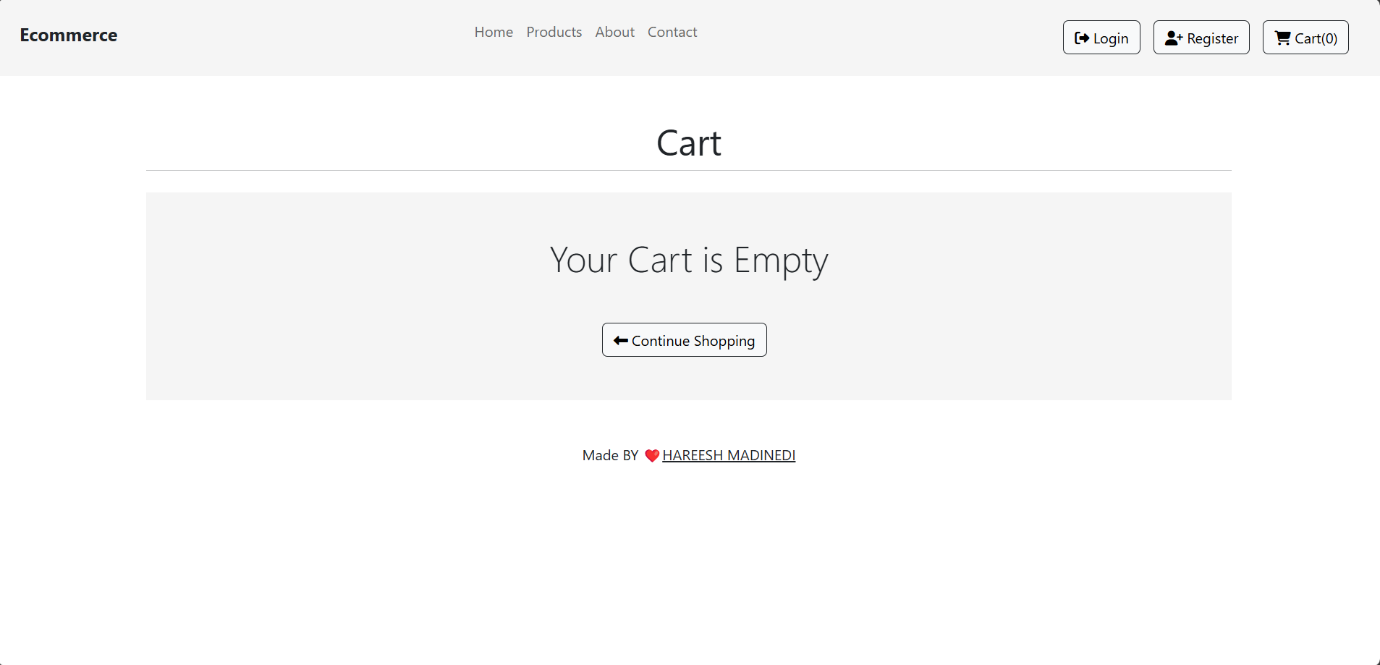 Ecommerce
Home Products About Contact
Login Register Cart(0)
Cart
Your Cart is Empty
Continue Shopping
Made BY ❤️ HAREESH MADINEDI